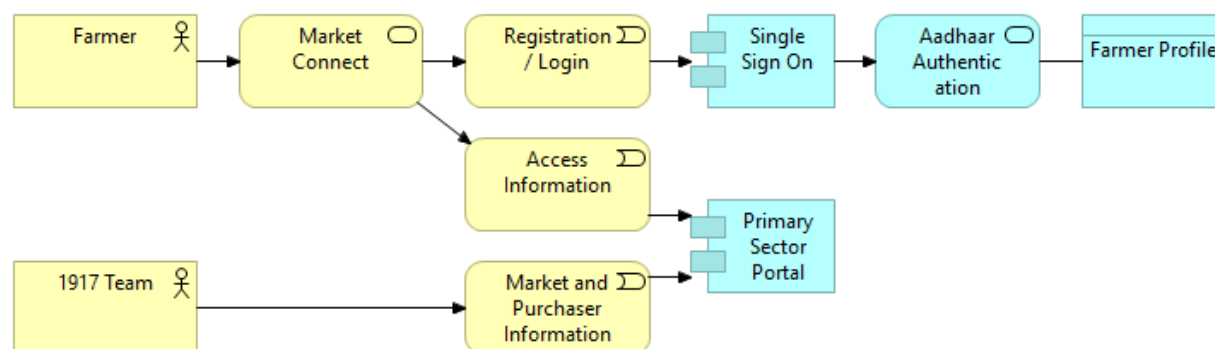 Farmer
Market
Connect
Registration
/ Login
Single
Sign On
Aadhaar
Authentic
ation
Farmer Profile
Access
Information
Primary
Sector
Portal
1917 Team
Market and
Purchaser
Information